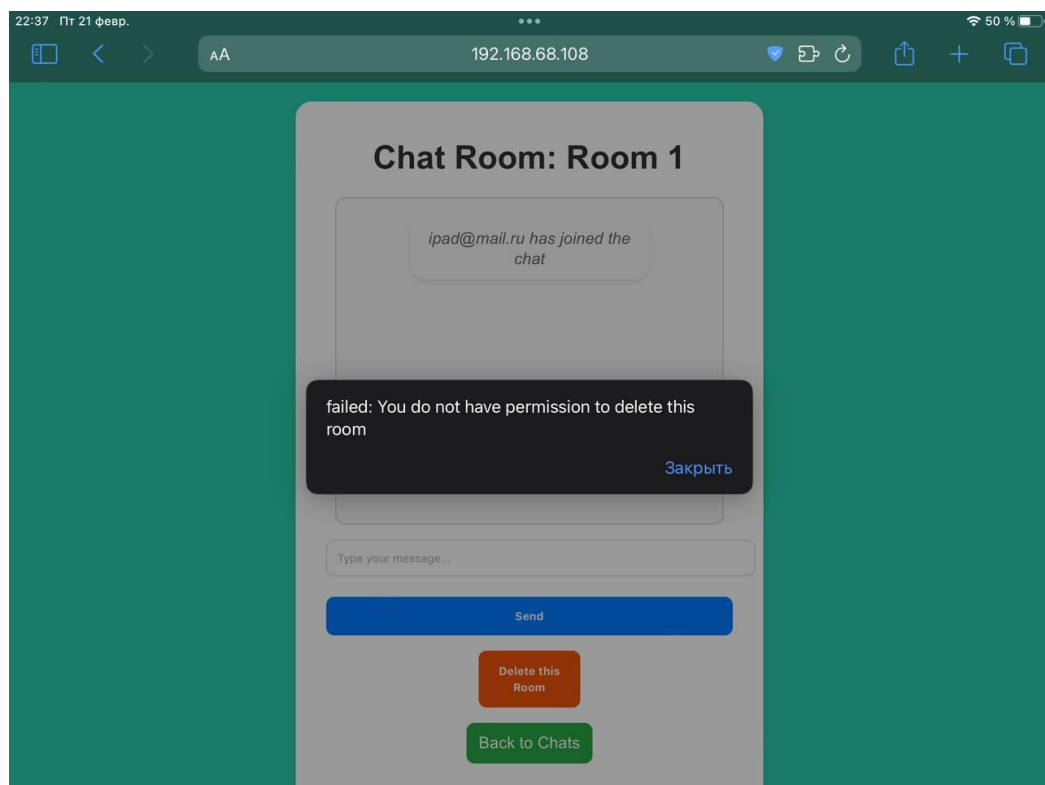 22:37 Пт 21 февр.
50 %
AA
192.168.68.108
Chat Room: Room 1
ipad@mail.ru has joined the
chat
failed: You do not have permission to delete this
room
Закрыть
Type your message...
Send
Delete this
Room
Back to Chats